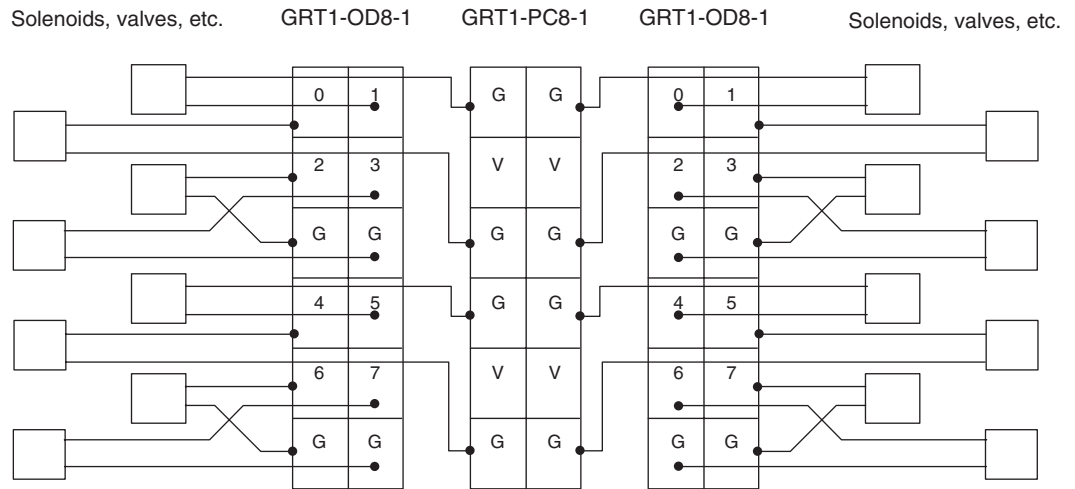 Solenoids, valves, etc. GRT1-OD8-1 GRT1-PC8-1 GRT1-OD8-1 Solenoids, valves, etc.
0 1 G G 0 1
2 3 V V 2 3
G G G G G G
4 5 G G 4 5
6 7 V V 6 7
G G G G G G